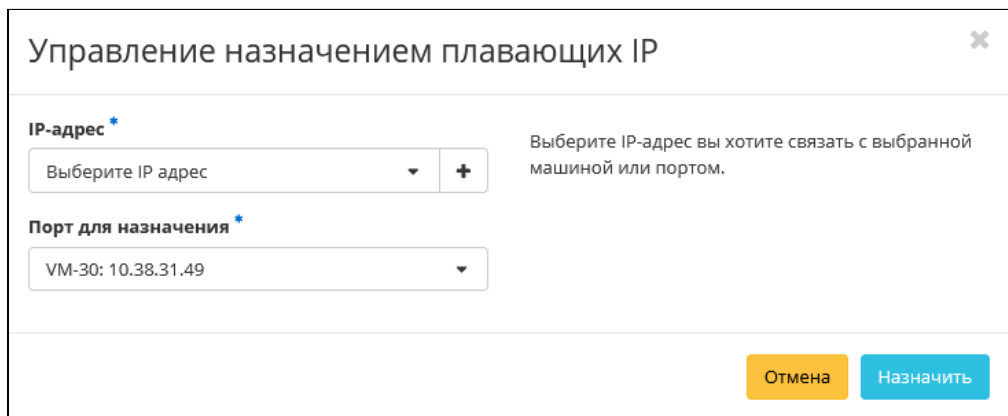 Управление назначением плавающих IP
×
IP-адрес *
Выберите IP адрес
+
Выберите IP-адрес вы хотите связать с выбранной
машиной или портом.
Порт для назначения *
VM-30: 10.38.31.49
Отмена
Назначить